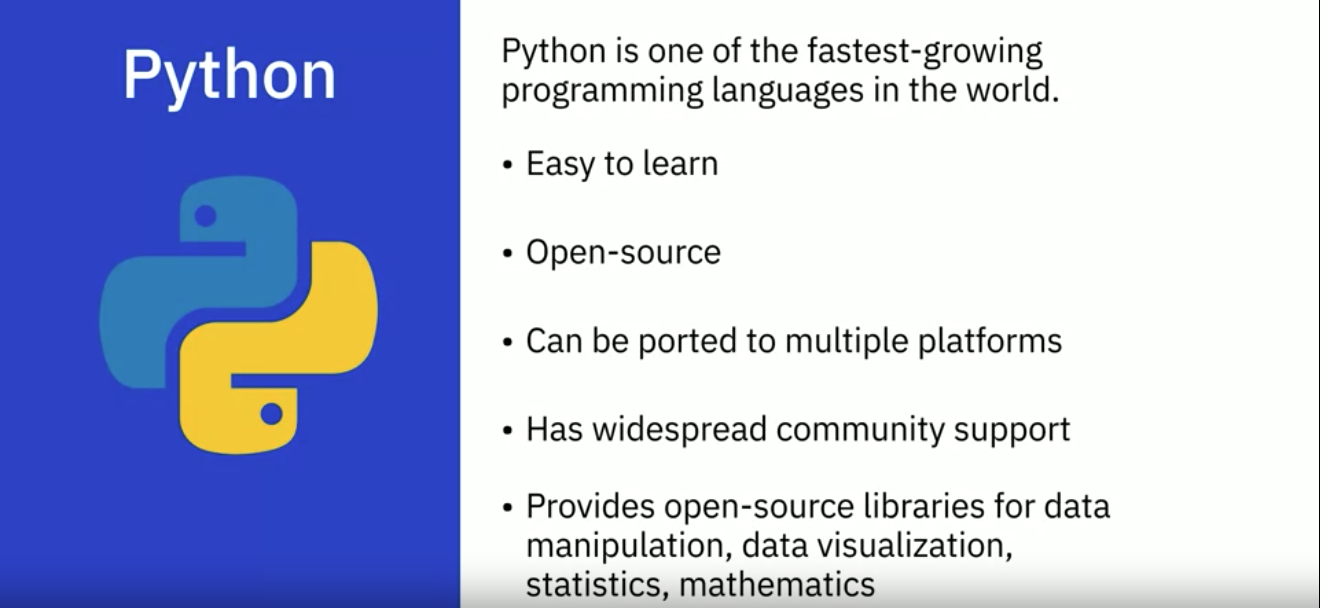 Python
Python is one of the fastest-growing
programming languages in the world.
• Easy to learn
• Open-source
• Can be ported to multiple platforms
• Has widespread community support
• Provides open-source libraries for data
manipulation, data visualization,
statistics, mathematics